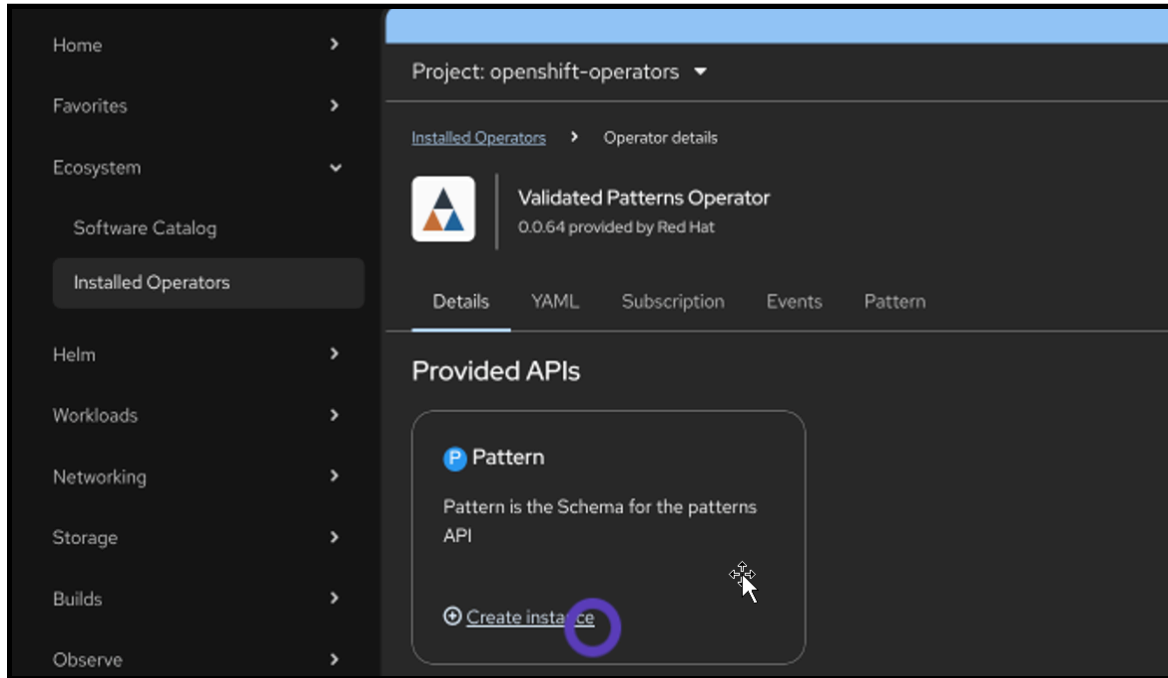 Home
Favorites
Ecosystem
Software Catalog
Installed Operators
Helm
Workloads
Networking
Storage
Builds
Observe
Project: openshift-operators
Installed Operators > Operator details
Validated Patterns Operator
0.0.64 provided by Red Hat
Details YAML Subscription Events Pattern
Provided APIs
P Pattern
Pattern is the Schema for the patterns
API
Create instance